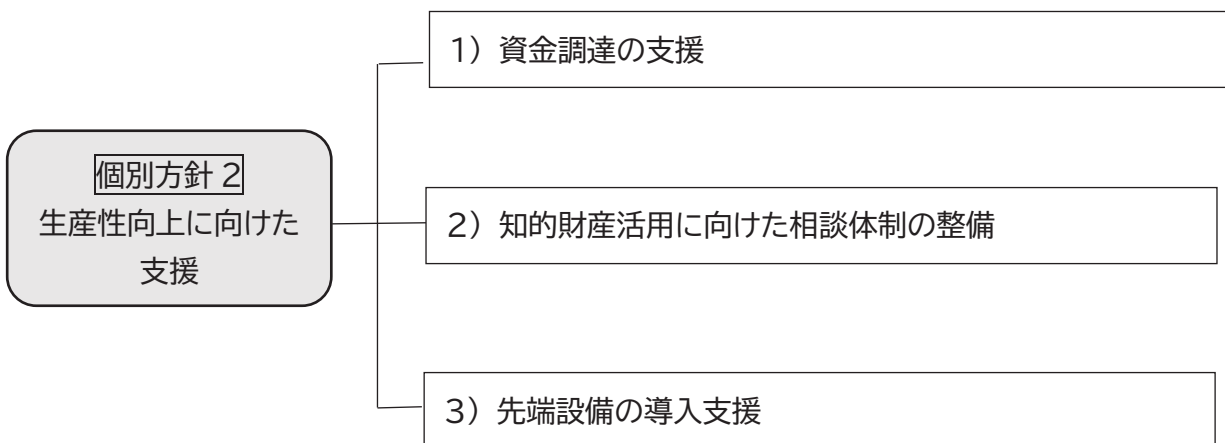 1）資金調達の支援
個別方針 2
生産性向上に向けた
支援
2）知的財産活用に向けた相談体制の整備
3）先端設備の導入支援